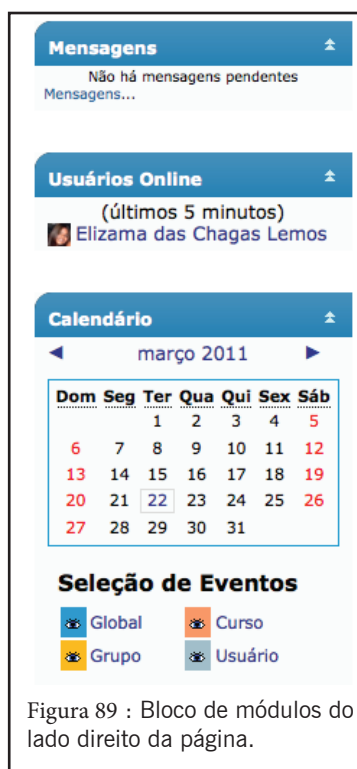 Mensagens
Não há mensagens pendentes
Mensagens...
Usuários Online
(últimos 5 minutos)
Elizama das Chagas Lemos
Calendário
◄ março 2011 ►
Dom Seg Ter Qua Qui Sex Sáb
1 2 3 4 5
6 7 8 9 10 11 12
13 14 15 16 17 18 19
20 21 22 23 24 25 26
27 28 29 30 31
Seleção de Eventos
Global Curso
Grupo Usuário
Figura 89 : Bloco de módulos do
lado direito da página.